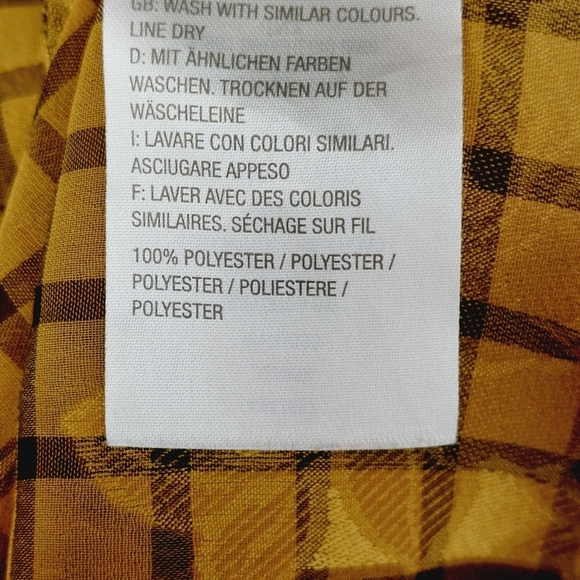 GB: WASH WITH SIMILAR COLOURS.
LINE DRY
D: MIT ÄHNLICHEN FARBEN
WASCHEN. TROCKNEN AUF DER
WÄSCHELEINE
I: LAVARE CON COLORI SIMILARI.
ASCIUGARE APPESO
F: LAVER AVEC DES COLORIS
SIMILAIRES. SÉCHAGE SUR FIL
100% POLYESTER / POLYESTER /
POLYESTER / POLIESTERE /
POLYESTER